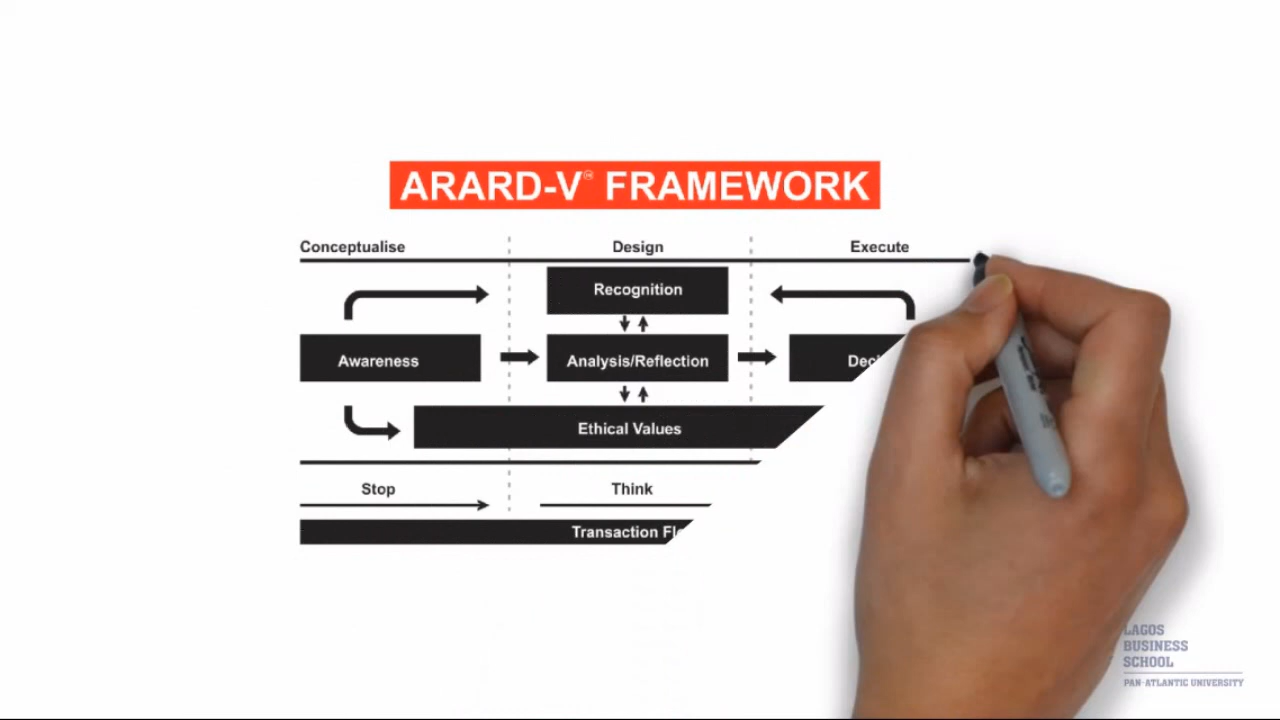 ARARD-V FRAMEWORK
Conceptualise Design Execute
Recognition
Awareness Analysis/Reflection
Ethical Values
Stop Think
Transaction
LAGOS
BUSINESS
SCHOOL
PAN-ATLANTIC UNIVERSITY